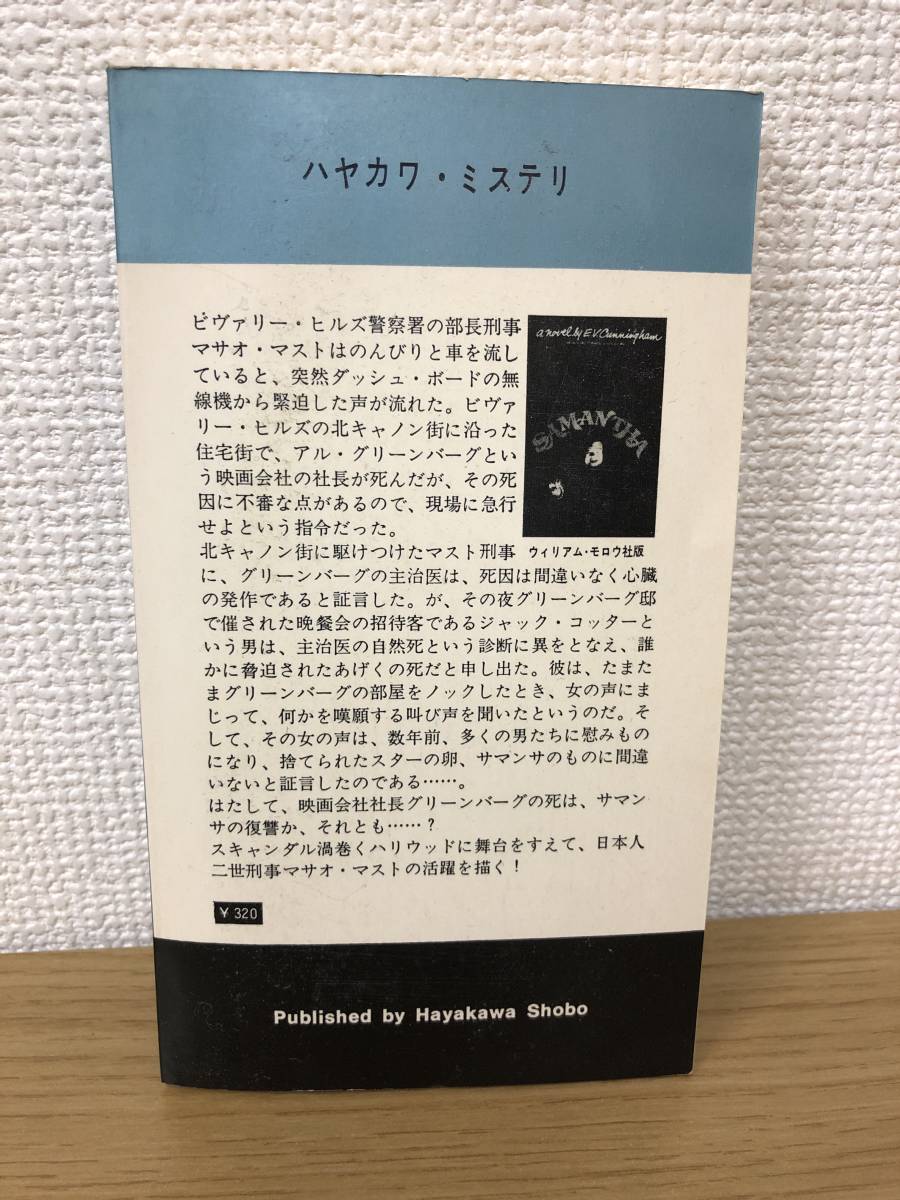 ハヤカワ・ミステリ
ビヴァリー・ヒルズ警察署の部長刑事
マサオ・マストはのんびりと車を流し
ていると、突然ダッシュ・ボードの無
線機から緊迫した声が流れた。ビヴァ
リー・ヒルズの北キャノン街に沿った
住宅街で、アル・グリーンバーグとい
う映画会社の社長が死んだが、その死
因に不審な点があるので、現場に急行
せよという指令だった。
北キャノン街に駆けつけたマスト刑事
に、グリーンバーグの主治医は、死因は間違いなく心臓
の発作であると証言した。が、その夜グリーンバーグ邸
で催された晩餐会の招待客であるジャック・コッターと
いう男は、主治医の自然死という診断に異をとなえ、誰
かに脅迫されたあげくの死だと申し出た。彼は、たまた
まグリーンバーグの部屋をノックしたとき、女の声にま
じって、何かを嘆願する叫び声を聞いたというのだ。そ
して、その女の声は、数年前、多くの男たちに慰みもの
になり、捨てられたスターの卵、サマンサのものに間違
いないと証言したのである……。
はたして、映画会社社長グリーンバーグの死は、サマン
サの復讐か、それとも……？
スキャンダル渦巻くハリウッドに舞台をすえて、日本人
二世刑事マサオ・マストの活躍を描く！
a novel by E.V. Cunningham
SAMANTHA
ウィリアム・モロウ社版
¥ 320
Published by Hayakawa Shobo